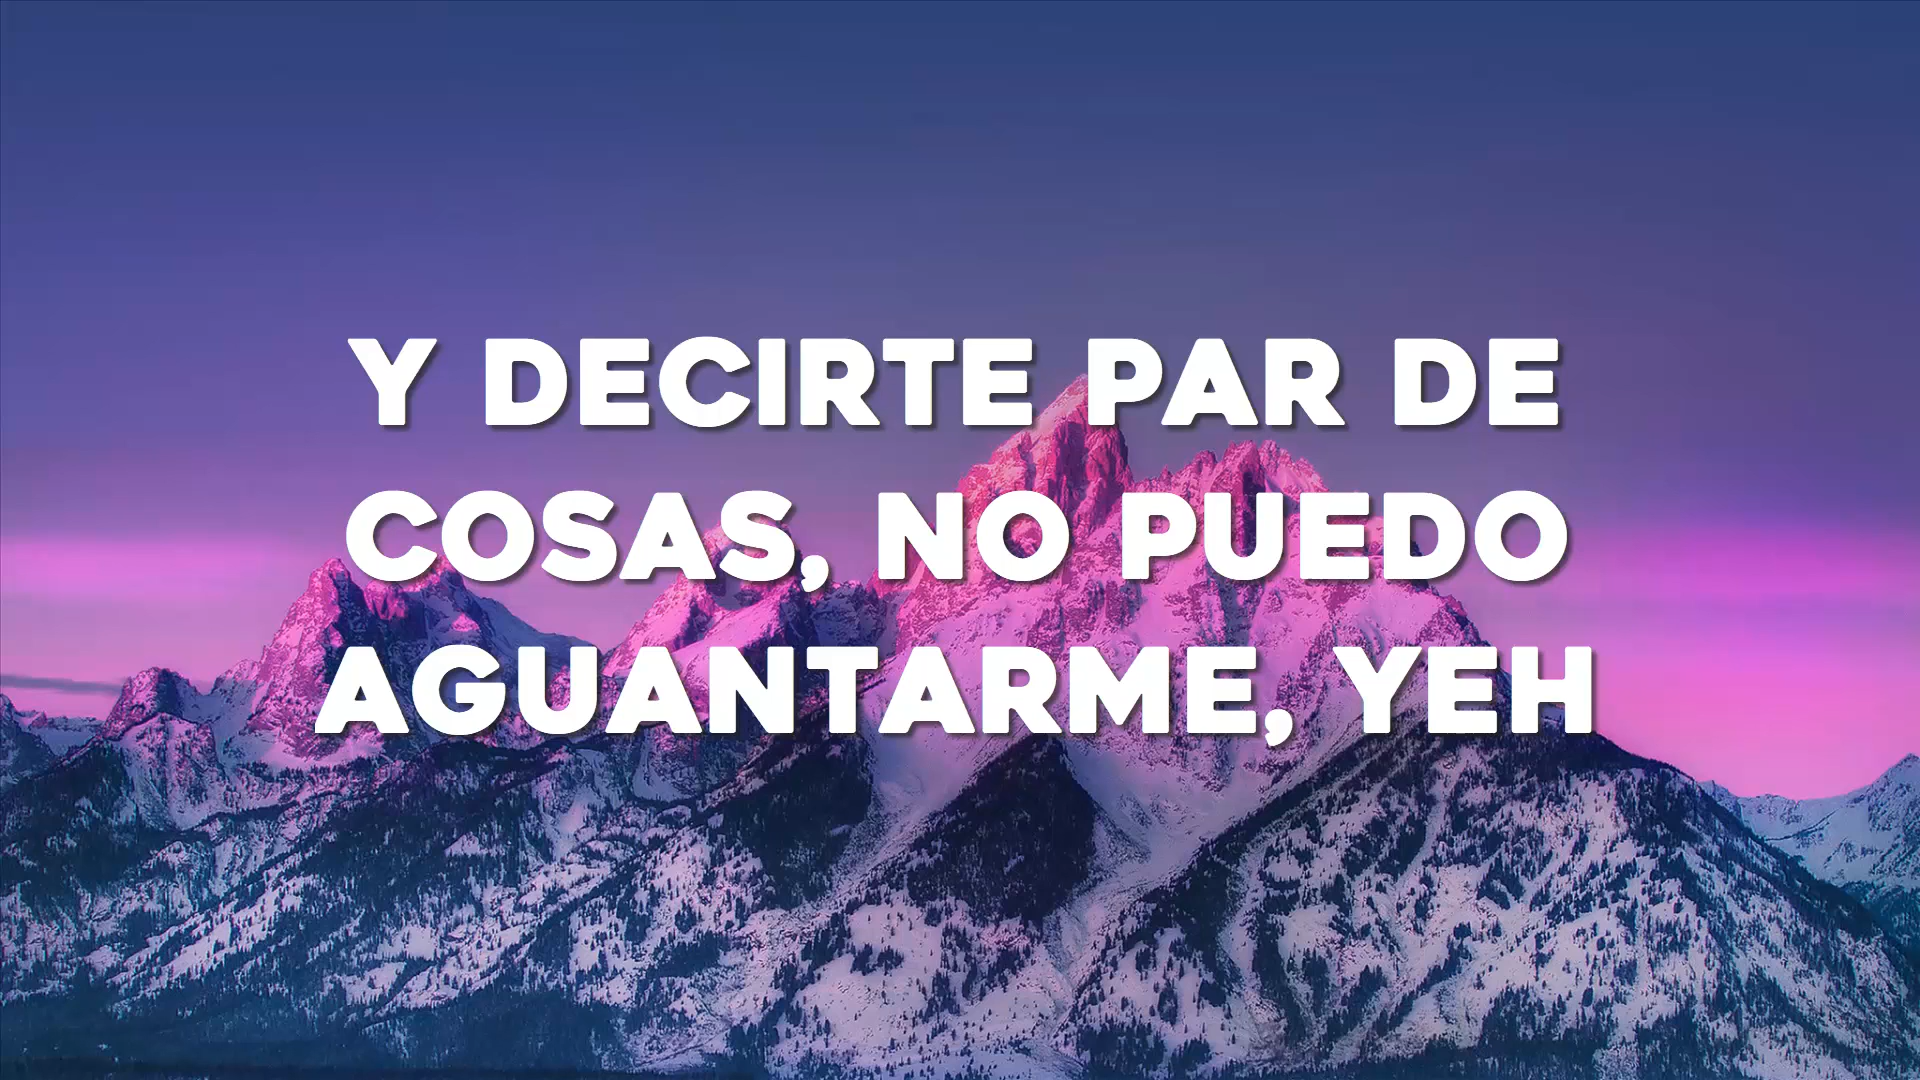 Y DECIRTE PAR DE
COSAS, NO PUEDO
AGUANTARME, YEH